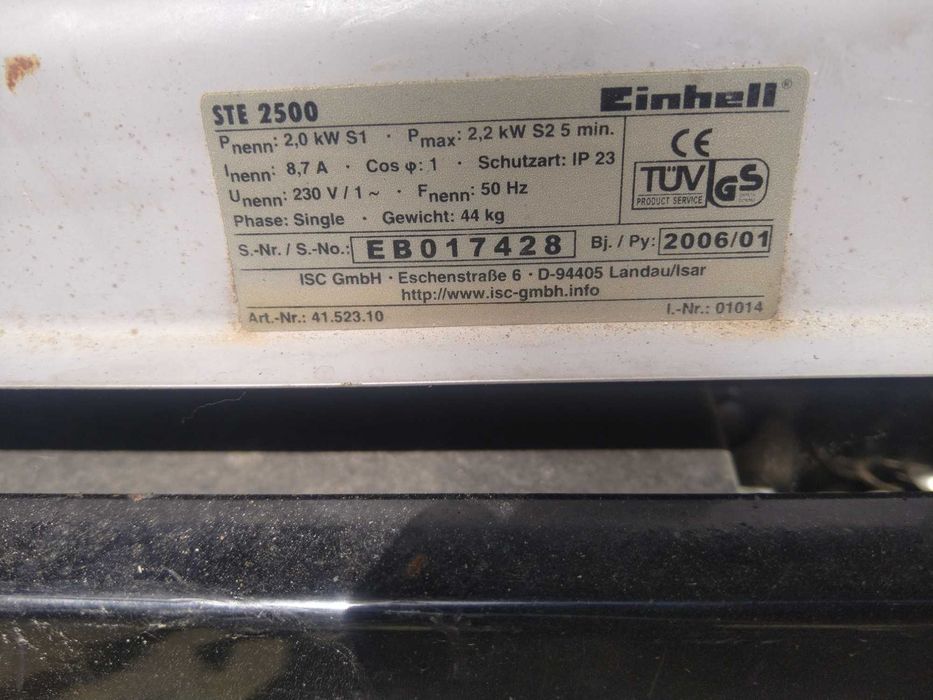 STE 2500
Einhell®
Pnenn: 2,0 kW S1 · Pmax: 2,2 kW S2 5 min.
Inenn: 8,7 A · Cos φ: 1 · Schutzart: IP 23
Unenn: 230 V / 1 ~ · Fnenn: 50 Hz
Phase: Single · Gewicht: 44 kg
CE
TÜV GS
PRODUCT SERVICE
S.-Nr. / S.-No.: EB017428 Bj. / Py: 2006/01
ISC GmbH · Eschenstraße 6 · D-94405 Landau/Isar
http://www.isc-gmbh.info
Art.-Nr.: 41.523.10 I.-Nr.: 01014